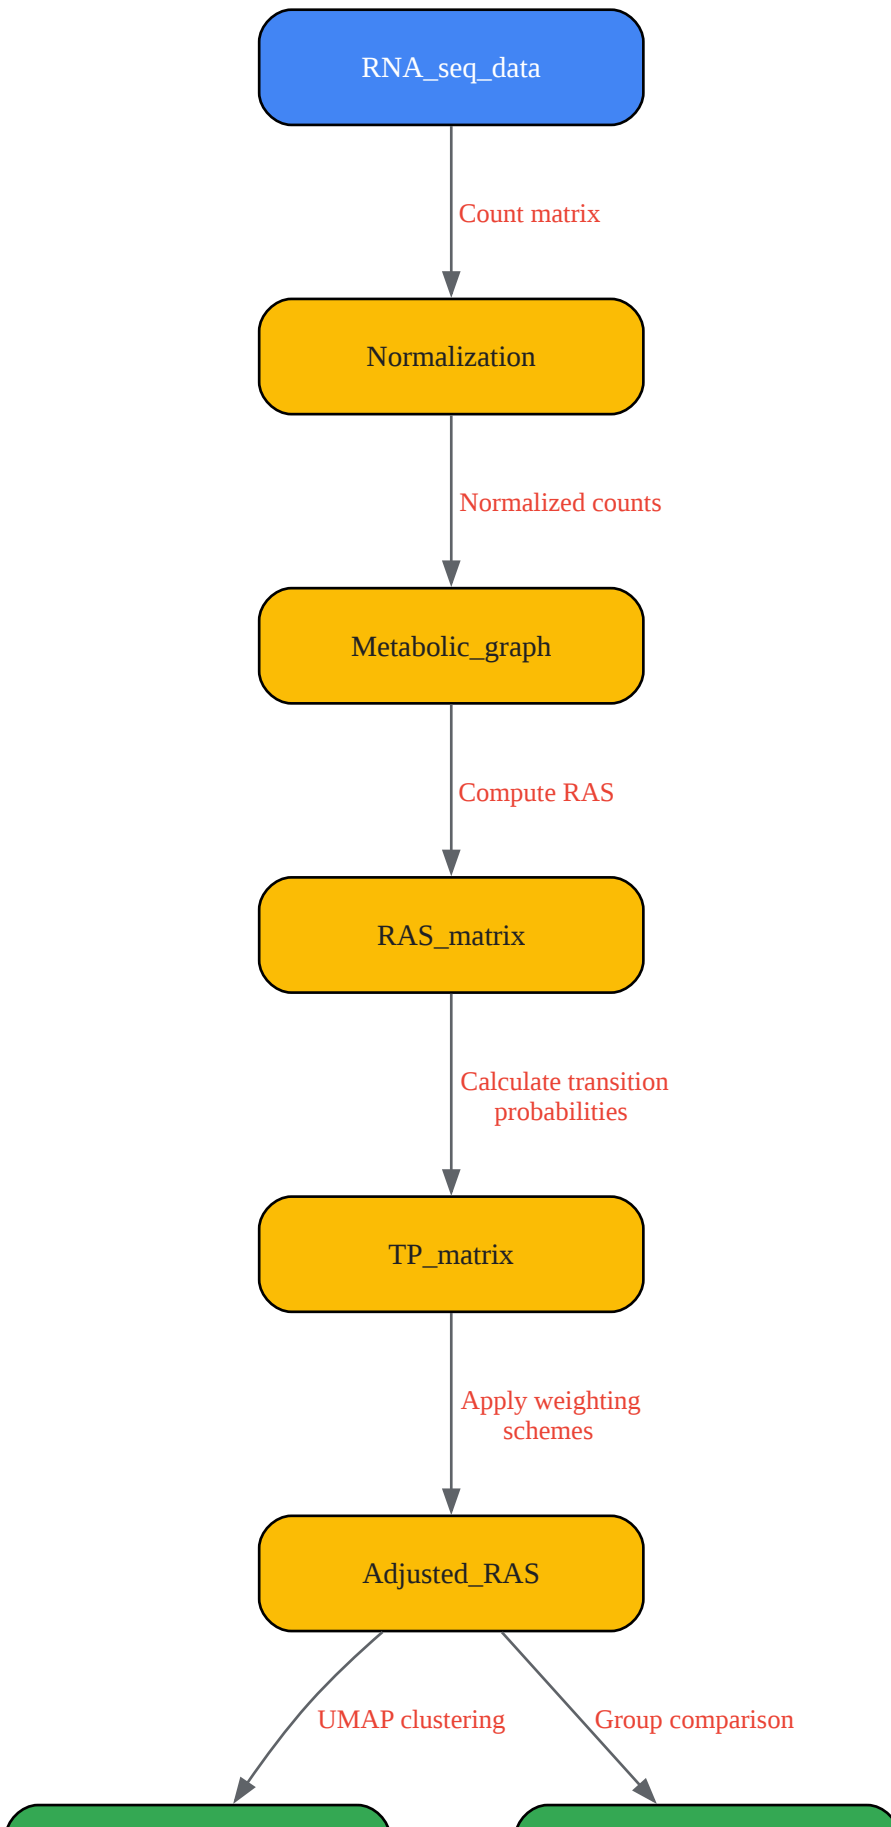 RNA_seq_data
Count matrix
Normalization
Normalized counts
Metabolic_graph
Compute RAS
RAS_matrix
Calculate transition
probabilities
TP_matrix
Apply weighting
schemes
Adjusted_RAS
UMAP clustering
Group comparison